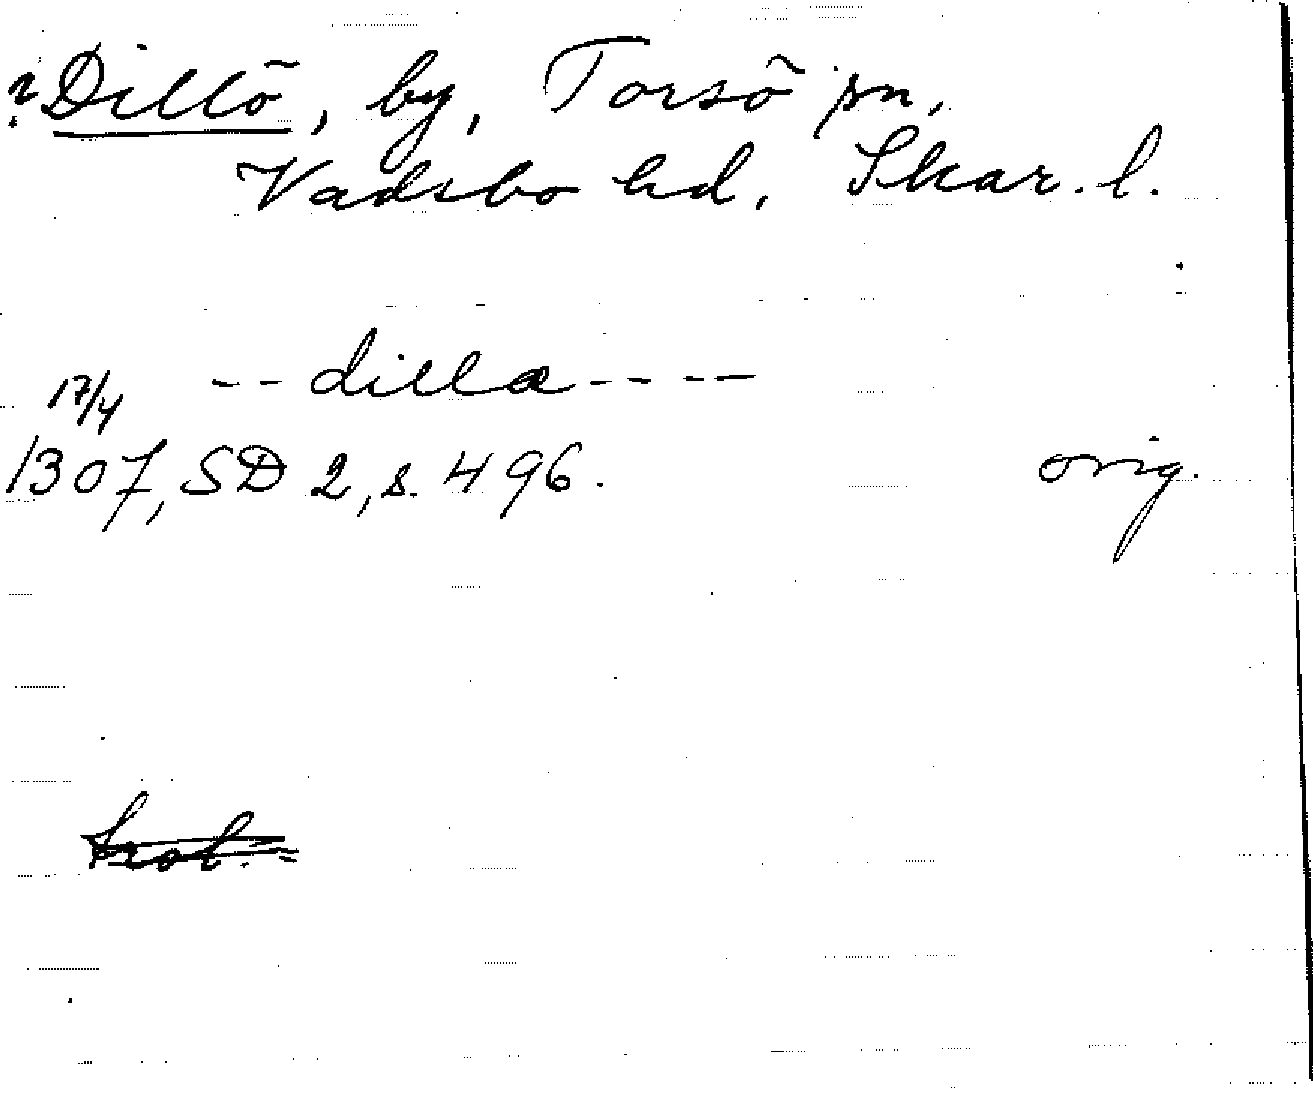 ? Dillö, by, Torsö sn,
Vadsbo hd, Skar. l.
-- dilla ----
17/4
1307, SD 2, s. 496. orig.